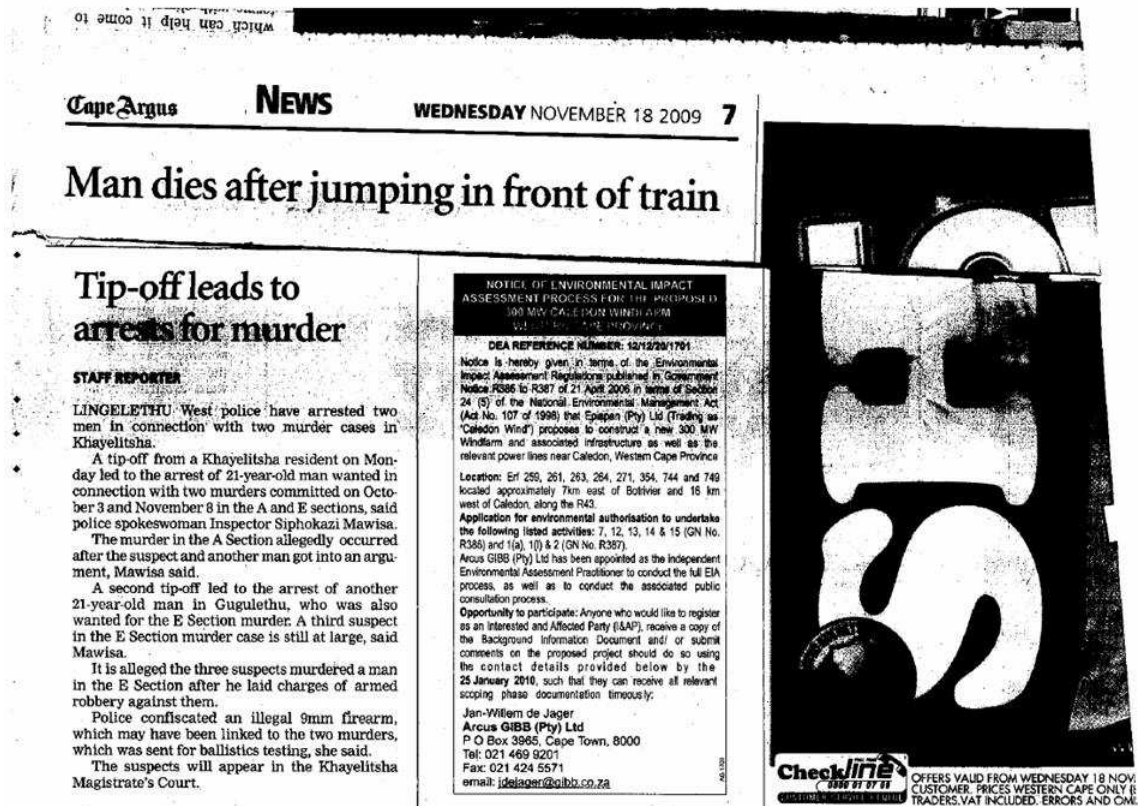 which can help it come to
Cape Argus
NEWS
WEDNESDAY NOVEMBER 18 2009 7
Man dies after jumping in front of train
Tip-off leads to
arrests for murder
STAFF REPORTER
LINGELETHU West police have arrested two
men in connection with two murder cases in
Khayelitsha.
A tip-off from a Khayelitsha resident on Mon-
day led to the arrest of 21-year-old man wanted in
connection with two murders committed on Octo-
ber 3 and November 8 in the A and E sections, said
police spokeswoman Inspector Siphokazi Mawisa.
The murder in the A Section allegedly occurred
after the suspect and another man got into an argu-
ment, Mawisa said.
A second tip-off led to the arrest of another
21-year-old man in Gugulethu, who was also
wanted for the E Section murder. A third suspect
in the E Section murder case is still at large, said
Mawisa.
It is alleged the three suspects murdered a man
in the E Section after he laid charges of armed
robbery against them.
Police confiscated an illegal 9mm firearm,
which may have been linked to the two murders,
which was sent for ballistics testing, she said.
The suspects will appear in the Khayelitsha
Magistrate's Court.
NOTICE OF ENVIRONMENTAL IMPACT
ASSESSMENT PROCESS FOR THE PROPOSED
300 MW CALEDON WINDFARM
WESTERN CAPE PROVINCE
DEA REFERENCE NUMBER: 12/12/20/1701
Notice is hereby given in terms of the Environmental
Impact Assessment Regulations published in Government
Notice R386 to R387 of 21 April 2006 in terms of Section
24 (5) of the National Environmental Management Act
(Act No. 107 of 1998) that Epispan (Pty) Ltd (Trading as
"Caledon Wind") proposes to construct a new 300 MW
Windfarm and associated infrastructure as well as the
relevant power lines near Caledon, Western Cape Province
Location: Erf 259, 261, 263, 264, 271, 354, 744 and 749
located approximately 7km east of Botrivier and 16 km
west of Caledon, along the R43.
Application for environmental authorisation to undertake
the following listed activities: 7, 12, 13, 14 & 15 (GN No.
R386) and 1(a), 1(l) & 2 (GN No. R387).
Arcus GIBB (Pty) Ltd has been appointed as the independent
Environmental Assessment Practitioner to conduct the full EIA
process, as well as to conduct the associated public
consultation process.
Opportunity to participate: Anyone who would like to register
as an Interested and Affected Party (I&AP), receive a copy of
the Background Information Document and/ or submit
comments on the proposed project should do so using
the contact details provided below by the
25 January 2010, such that they can receive all relevant
scoping phase documentation timeously:
Jan-Willem de Jager
Arcus GIBB (Pty) Ltd
P O Box 3965, Cape Town, 8000
Tel: 021 469 9201
Fax: 021 424 5571
email: jdejager@gibb.co.za
Checkline
CUSTOMER SERVICE
OFFERS VALID FROM WEDNESDAY 18 NOV
CUSTOMER. PRICES WESTERN CAPE ONLY
TRADERS. VAT INCLUDED. ERRORS AND OM